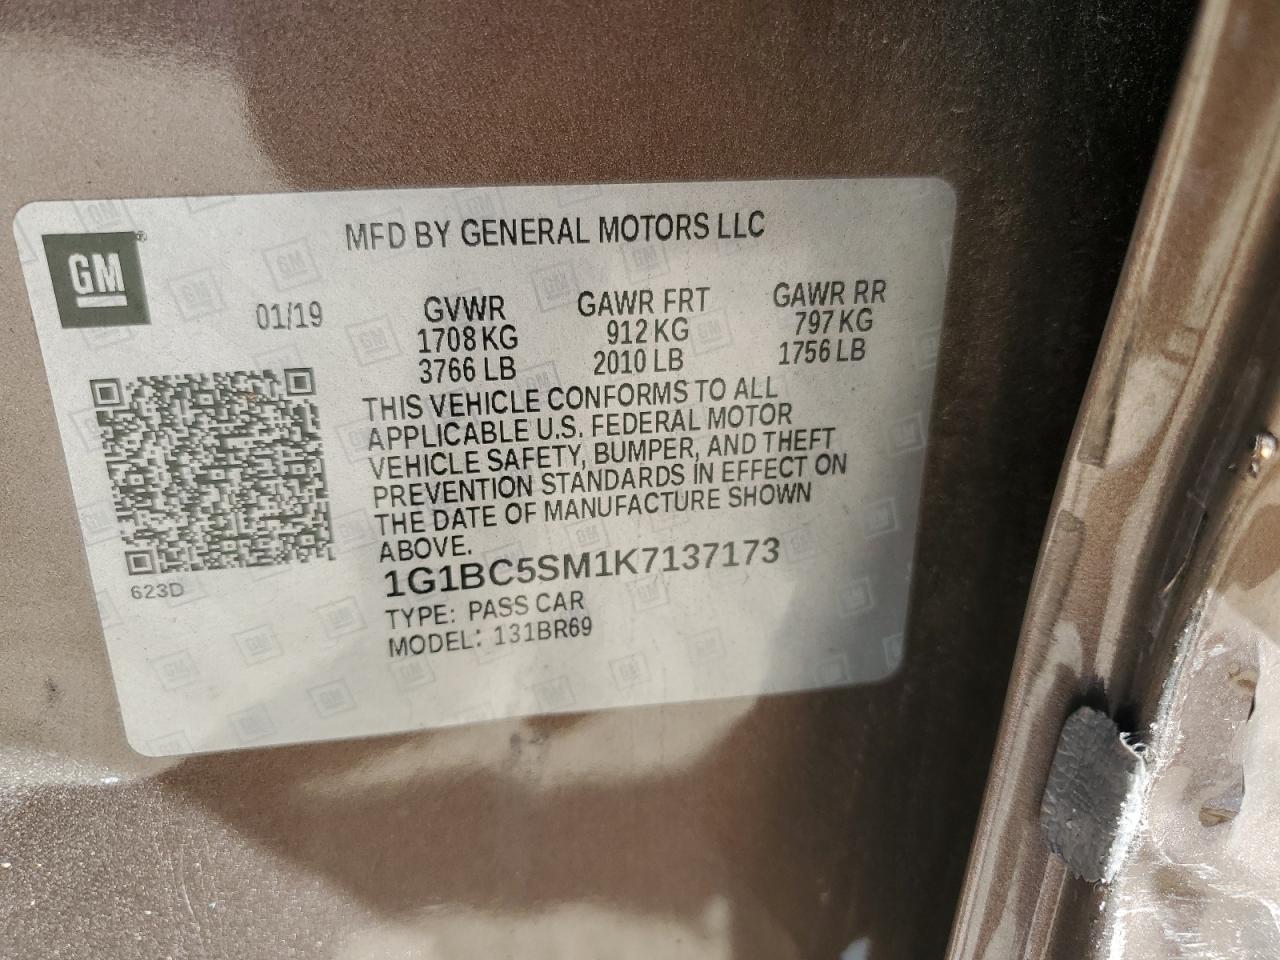 MFD BY GENERAL MOTORS LLC
GM
01/19
GVWR GAWR FRT GAWR RR
1708 KG 912 KG 797 KG
3766 LB 2010 LB 1756 LB
THIS VEHICLE CONFORMS TO ALL
APPLICABLE U.S. FEDERAL MOTOR
VEHICLE SAFETY, BUMPER, AND THEFT
PREVENTION STANDARDS IN EFFECT ON
THE DATE OF MANUFACTURE SHOWN
ABOVE.
623D
1G1BC5SM1K7137173
TYPE: PASS CAR
MODEL: 131BR69